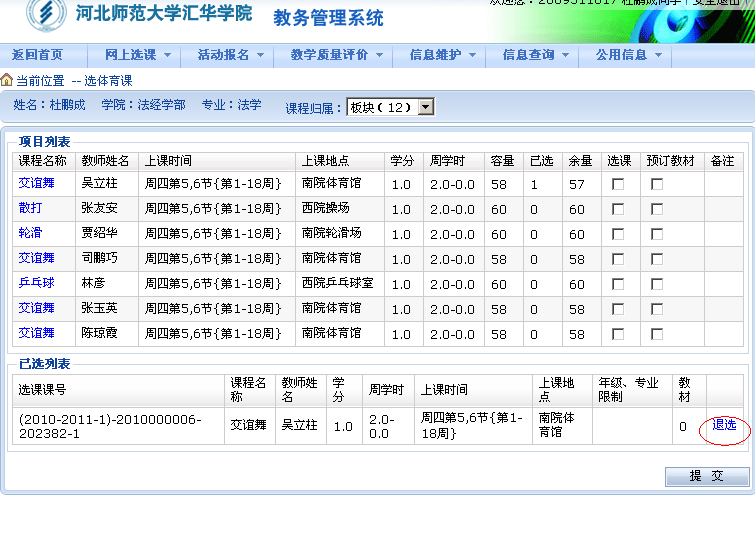 欢迎您：2009511017 杜鹏成同学 | 安全退出 |
河北师范大学汇华学院 教务管理系统
返回首页 网上选课 活动报名 教学质量评价 信息维护 信息查询 公用信息
当前位置 -- 选体育课
姓名：杜鹏成 学院：法经学部 专业：法学 课程归属： 板块（12）
项目列表
课程名称 教师姓名 上课时间 上课地点 学分 周学时 容量 已选 余量 选课 预订教材 备注
交谊舞 吴立柱 周四第5,6节{第1-18周} 南院体育馆 1.0 2.0-0.0 58 1 57
散打 张友安 周四第5,6节{第1-18周} 西院操场 1.0 2.0-0.0 60 0 60
轮滑 贾绍华 周四第5,6节{第1-18周} 南院轮滑场 1.0 2.0-0.0 60 0 60
交谊舞 司鹏巧 周四第5,6节{第1-18周} 南院体育馆 1.0 2.0-0.0 58 0 58
乒乓球 林彦 周四第5,6节{第1-18周} 西院乒乓球室 1.0 2.0-0.0 60 0 60
交谊舞 张玉英 周四第5,6节{第1-18周} 南院体育馆 1.0 2.0-0.0 58 0 58
交谊舞 陈琼霞 周四第5,6节{第1-18周} 南院体育馆 1.0 2.0-0.0 58 0 58
已选列表
选课课号 课程名称 教师姓名 学分 周学时 上课时间 上课地点 年级、专业限制 教材
(2010-2011-1)-2010000006-202382-1 交谊舞 吴立柱 1.0 2.0-0.0 周四第5,6节{第1-18周} 南院体育馆 0 退选
提 交